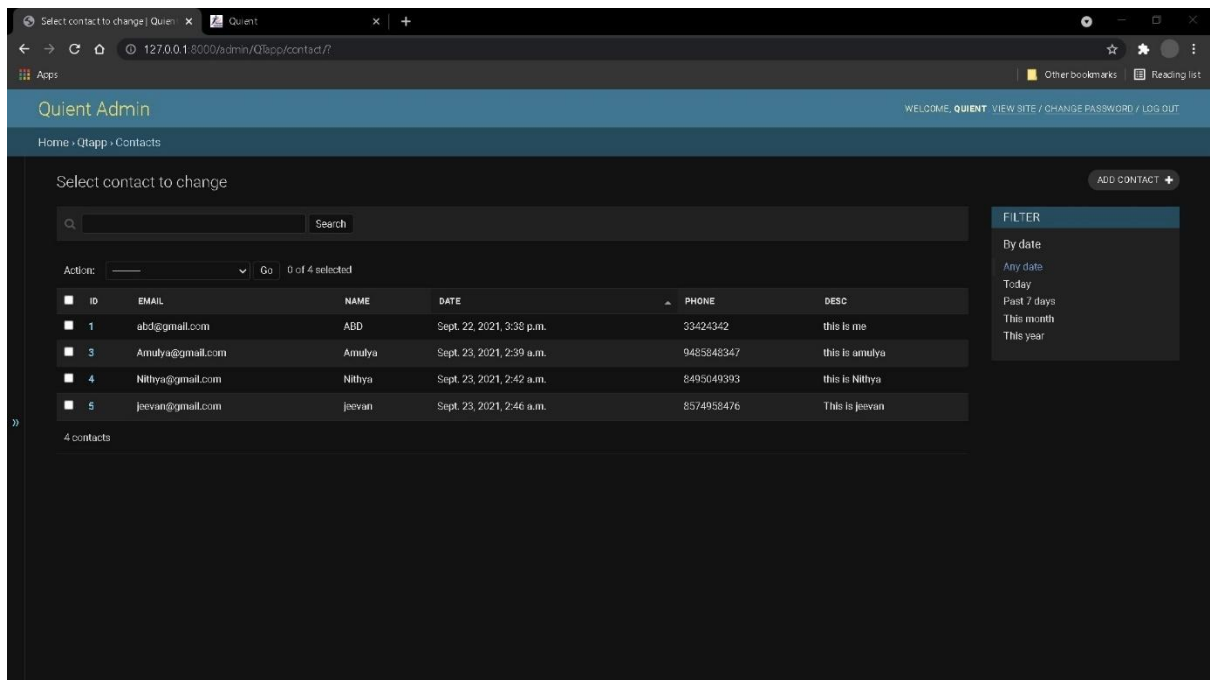 Select contact to change | Quien
Quient
127.0.0.1:8000/admin/QTapp/contact/?
Apps
Other bookmarks
Reading list
Quient Admin
WELCOME, QUIENT. VIEW SITE / CHANGE PASSWORD / LOG OUT
Home › Qtapp › Contacts
Select contact to change
ADD CONTACT +
Search
FILTER
By date
Any date
Today
Past 7 days
This month
This year
Action: --------- Go 0 of 4 selected
ID EMAIL NAME DATE PHONE DESC
1 abd@gmail.com ABD Sept. 22, 2021, 3:38 p.m. 33424342 this is me
3 Amulya@gmail.com Amulya Sept. 23, 2021, 2:39 a.m. 9485848347 this is amulya
4 Nithya@gmail.com Nithya Sept. 23, 2021, 2:42 a.m. 8495049393 this is Nithya
5 jeevan@gmail.com jeevan Sept. 23, 2021, 2:46 a.m. 8574958476 This is jeevan
4 contacts